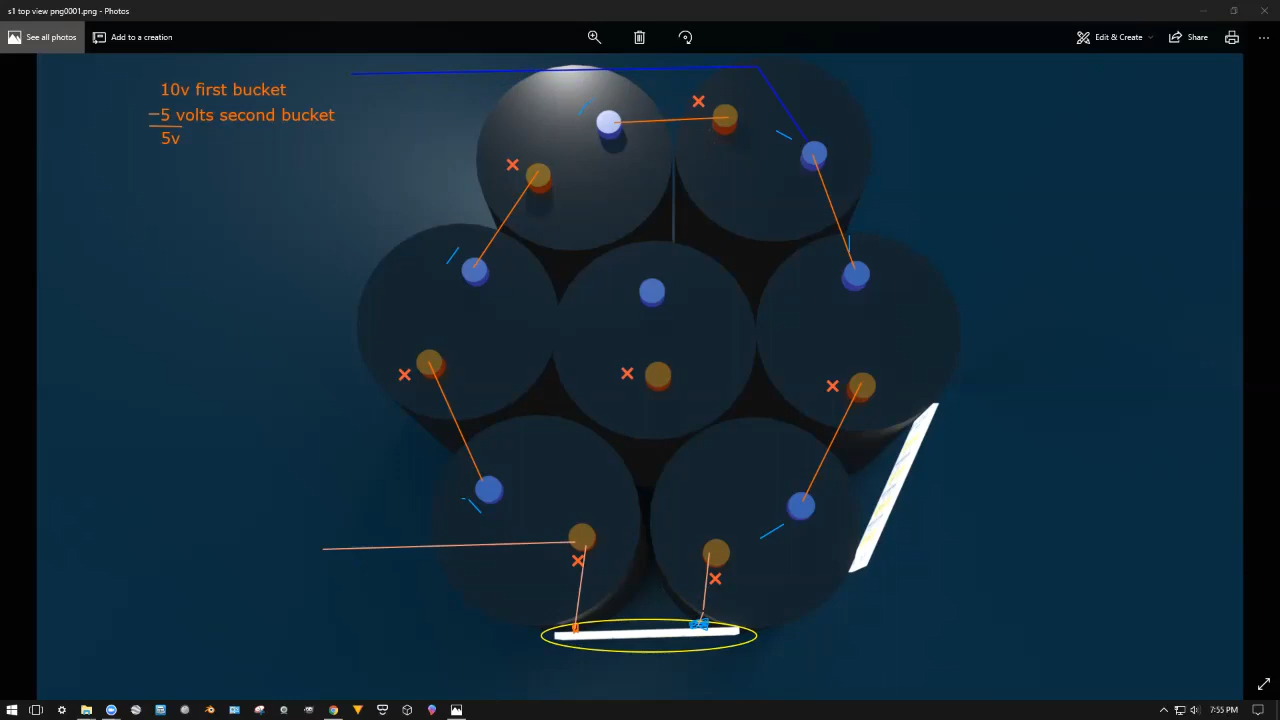 s1 top view png0001.png - Photos
See all photos
Add to a creation
Edit & Create
Share
10v first bucket
-5 volts second bucket
5v
7:55 PM